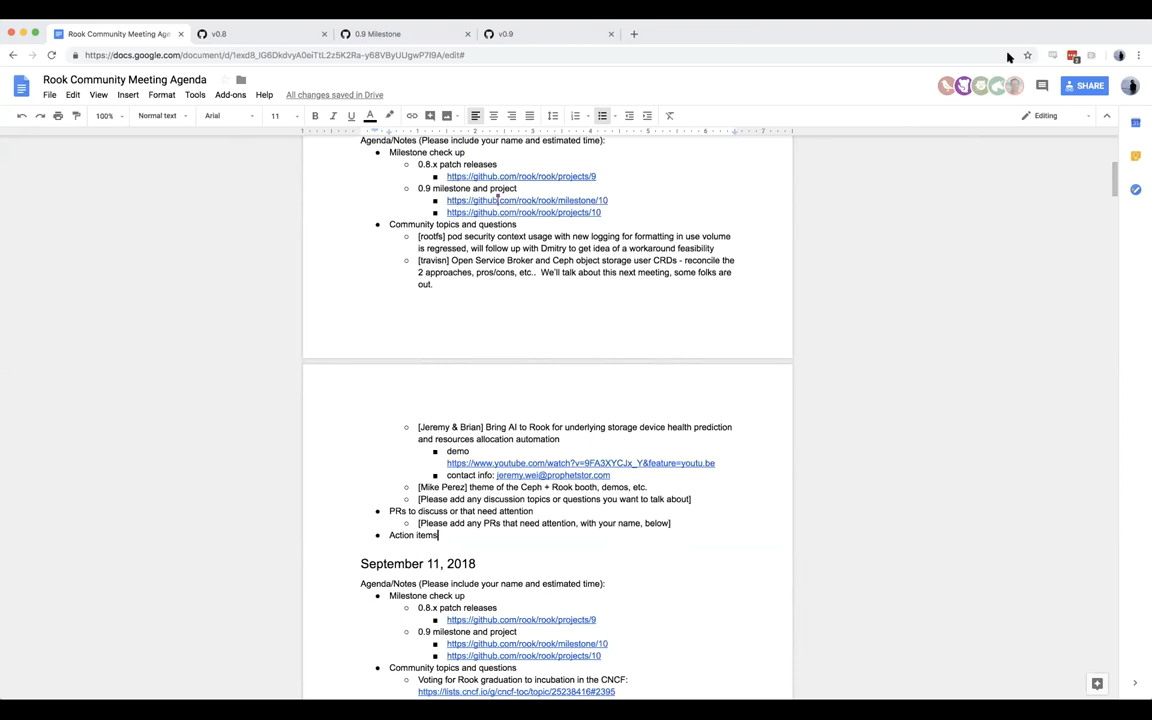 Rook Community Meeting Age
v0.8
0.9 Milestone
v0.9
https://docs.google.com/document/d/1exd8_IG6DkdvyA0eiTtL2z5K2Ra-y68VByUUgwP7I9A/edit#
Rook Community Meeting Agenda
File Edit View Insert Format Tools Add-ons Help All changes saved in Drive
SHARE
100% Normal text Arial 11 Editing
1 1 2 3 4 5 6 7
Agenda/Notes (Please include your name and estimated time):
● Milestone check up
○ 0.8.x patch releases
■ https://github.com/rook/rook/projects/9
○ 0.9 milestone and project
■ https://github.com/rook/rook/milestone/10
■ https://github.com/rook/rook/projects/10
● Community topics and questions
○ [rootfs] pod security context usage with new logging for formatting in use volume
is regressed, will follow up with Dmitry to get idea of a workaround feasibility
○ [travisn] Open Service Broker and Ceph object storage user CRDs - reconcile the
2 approaches, pros/cons, etc.. We'll talk about this next meeting, some folks are
out.
○ [Jeremy & Brian] Bring AI to Rook for underlying storage device health prediction
and resources allocation automation
■ demo
https://www.youtube.com/watch?v=9FA3XYCJx_Y&feature=youtu.be
■ contact info: jeremy.wei@prophetstor.com
○ [Mike Perez] theme of the Ceph + Rook booth, demos, etc.
○ [Please add any discussion topics or questions you want to talk about]
● PRs to discuss or that need attention
○ [Please add any PRs that need attention, with your name, below]
● Action items
September 11, 2018
Agenda/Notes (Please include your name and estimated time):
● Milestone check up
○ 0.8.x patch releases
■ https://github.com/rook/rook/projects/9
○ 0.9 milestone and project
■ https://github.com/rook/rook/milestone/10
■ https://github.com/rook/rook/projects/10
● Community topics and questions
○ Voting for Rook graduation to incubation in the CNCF:
https://lists.cncf.io/g/cncf-toc/topic/25238416#2395